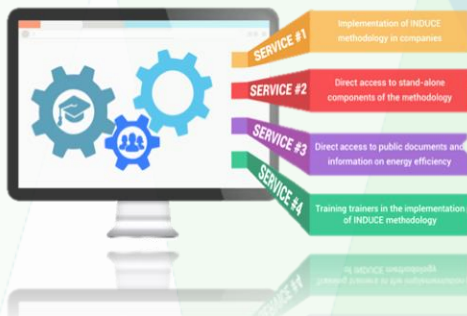 SERVICE #1
Implementation of INDUCE
methodology in companies
SERVICE #2
Direct access to stand-alone
components of the methodology
SERVICE #3
Direct access to public documents and
information on energy efficiency
SERVICE #4
Training trainers in the implementation
of INDUCE methodology